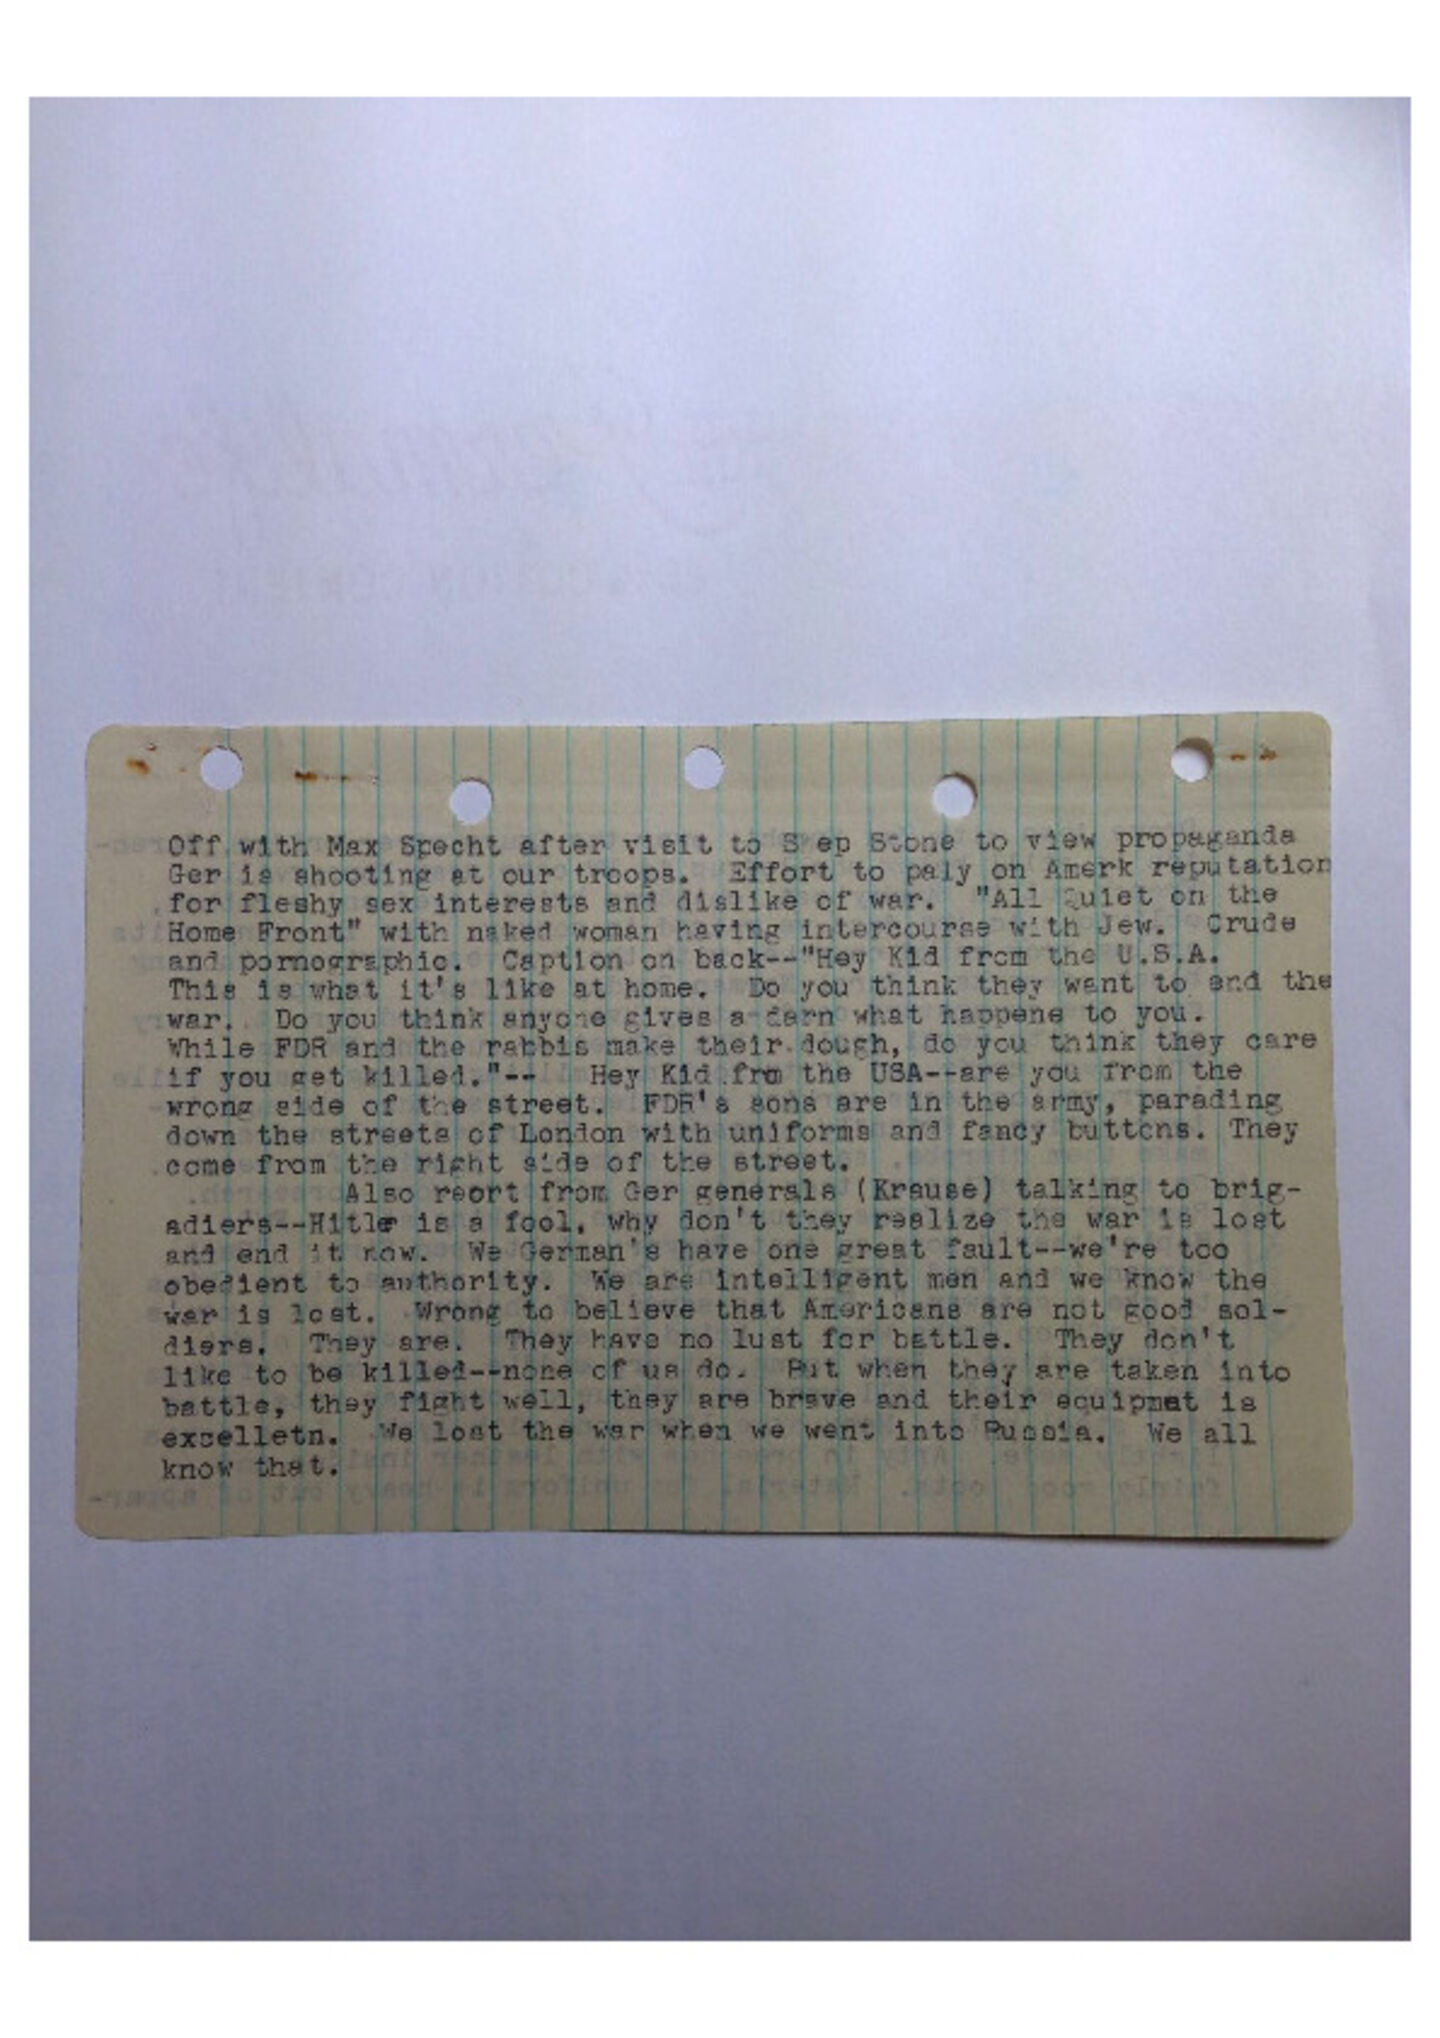 Off with Max Specht after visit to S ep Stone to view propaganda
Ger is shooting at our troops. Effort to paly on Amerk reputation
for fleshy sex interests and dislike of war. "All Quiet on the
Home Front" with naked woman having intercourse with Jew. Crude
and pornographic. Caption on back--"Hey Kid from the U.S.A.
This is what it's like at home. Do you think they want to end the
war. Do you think anyone gives a darn what happens to you.
While FDR and the rabbis make their dough, do you think they care
if you get killed."-- Hey Kid frm the USA--are you from the
wrong side of the street. FDR's sons are in the army, parading
down the streets of London with uniforms and fancy buttons. They
come from the right side of the street.
Also reort from Ger generals (Krause) talking to brig-
adiers--Hitler is a fool, why don't they realize the war is lost
and end it now. We German's have one great fault--we're too
obedient to authority. We are intelligent men and we know the
war is lost. Wrong to believe that Americans are not good sol-
diers. They are. They have no lust for battle. They don't
like to be killed--none of us do. But when they are taken into
battle, they fight well, they are brave and their equipmet is
excelletn. We lost the war when we went into Russia. We all
know that.